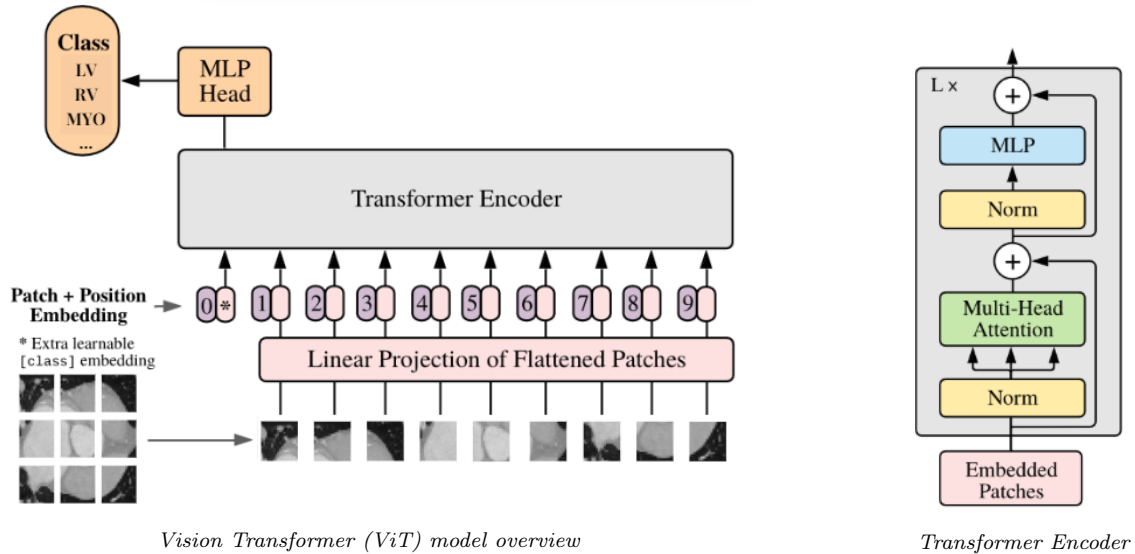 Class
LV
RV
MYO
...
MLP
Head
Transformer Encoder
Patch + Position
Embedding
0 * 1 2 3 4 5 6 7 8 9
* Extra learnable
[class] embedding
Linear Projection of Flattened Patches
Vision Transformer (ViT) model overview
L ×
+
MLP
Norm
+
Multi-Head
Attention
Norm
Embedded
Patches
Transformer Encoder